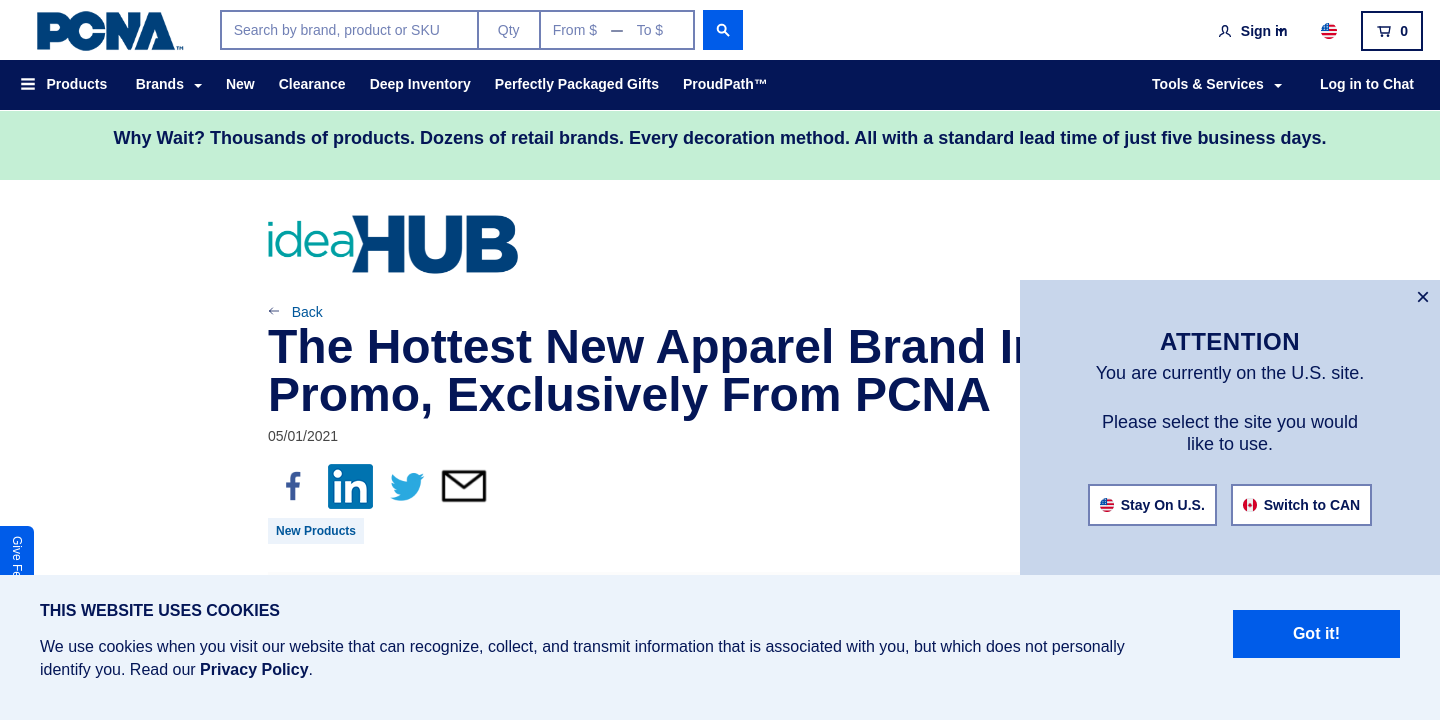 PCNA™
Search by brand, product or SKU
Qty
From $ — To $
Sign in
0
Products
Brands
New
Clearance
Deep Inventory
Perfectly Packaged Gifts
ProudPath™
Tools & Services
Log in to Chat
Why Wait? Thousands of products. Dozens of retail brands. Every decoration method. All with a standard lead time of just five business days.
ideaHUB
Back
The Hottest New Apparel Brand In
Promo, Exclusively From PCNA
05/01/2021
New Products
ATTENTION
You are currently on the U.S. site.
Please select the site you would
like to use.
Stay On U.S.
Switch to CAN
Give
THIS WEBSITE USES COOKIES
We use cookies when you visit our website that can recognize, collect, and transmit information that is associated with you, but which does not personally
identify you. Read our Privacy Policy.
Got it!